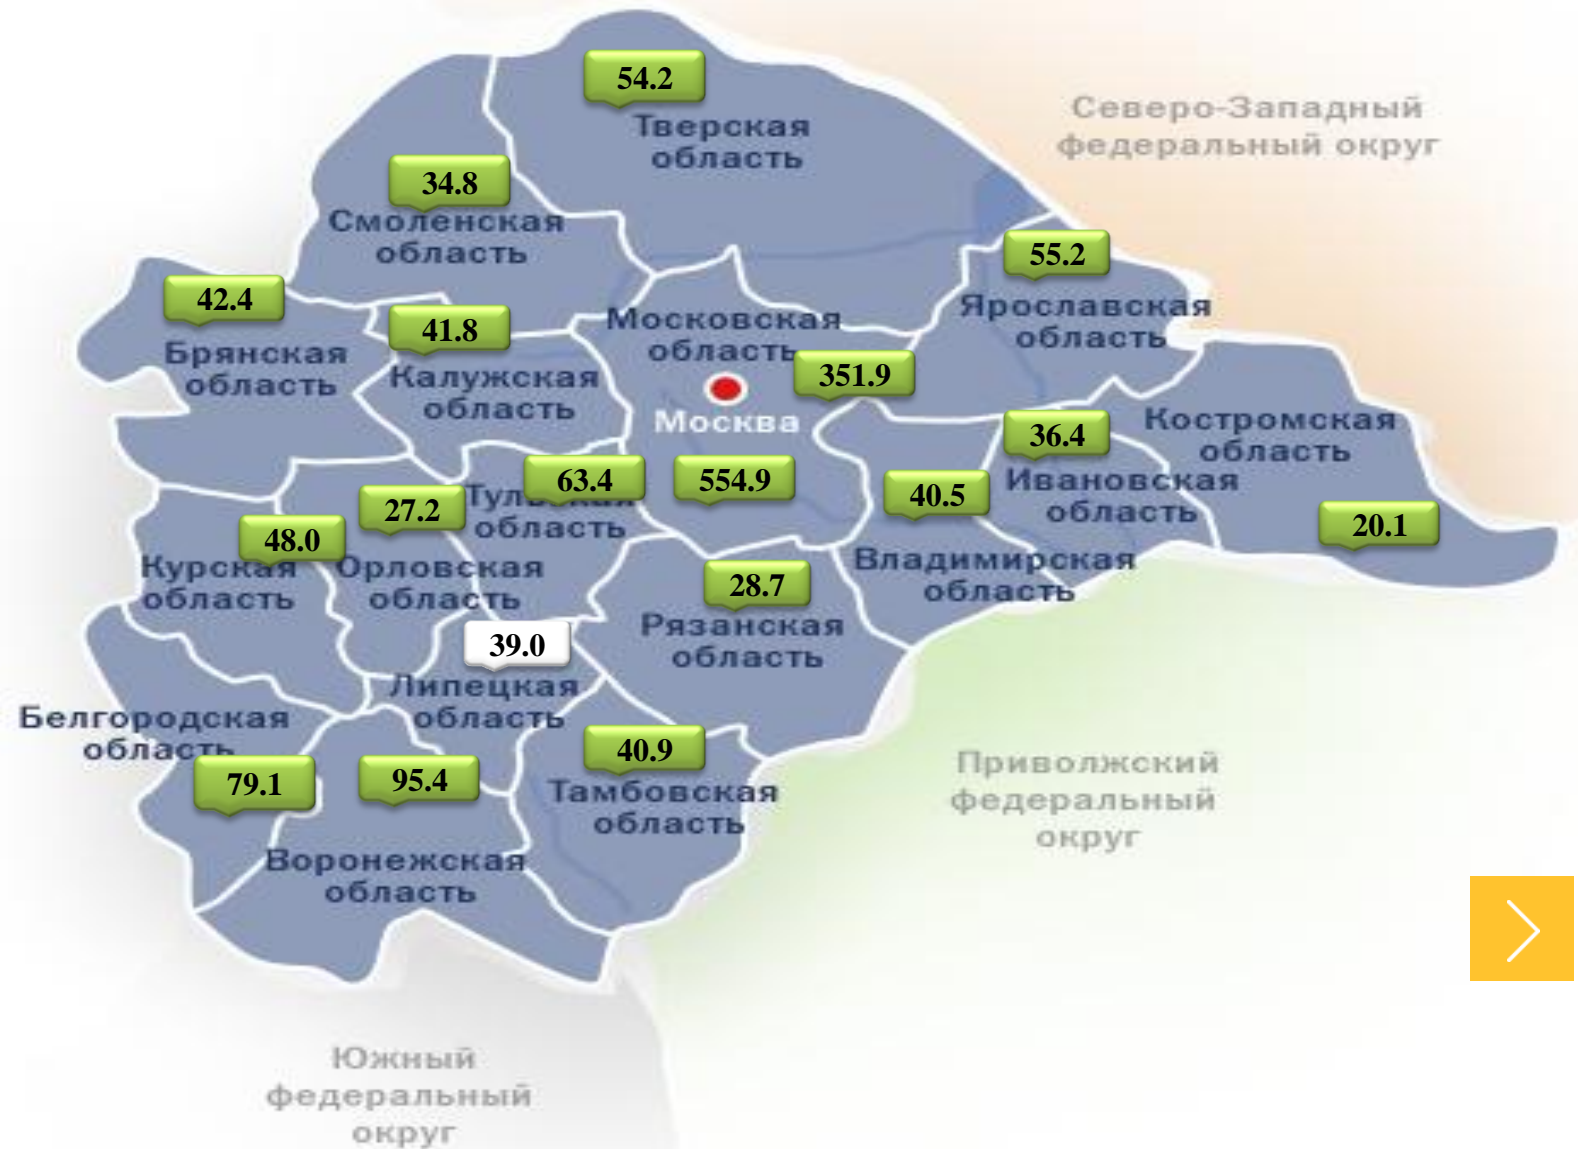 54.2
Тверская
область
Северо-Западный
федеральный округ
34.8
Смоленская
область
55.2
Ярославская
область
42.4
Брянская
область
41.8
Калужская
область
Московская
область
351.9
Москва
554.9
36.4
Ивановская
область
Костромская
область
20.1
40.5
Владимирская
область
63.4
Тульская
область
27.2
Орловская
область
48.0
Курская
область
28.7
Рязанская
область
39.0
Липецкая
область
Белгородская
область
79.1
95.4
Воронежская
область
40.9
Тамбовская
область
Приволжский
федеральный
округ
Южный
федеральный
округ